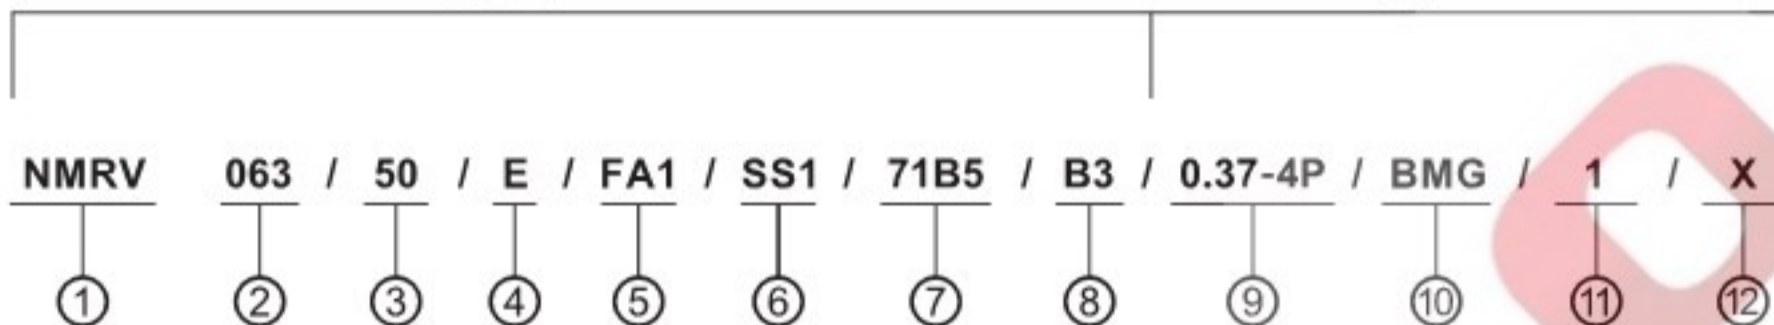 NMRV 063 / 50 / E / FA1 / SS1 / 71B5 / B3 / 0.37-4P / BMG / 1 / X
① ② ③ ④ ⑤ ⑥ ⑦ ⑧ ⑨ ⑩ ⑪ ⑫